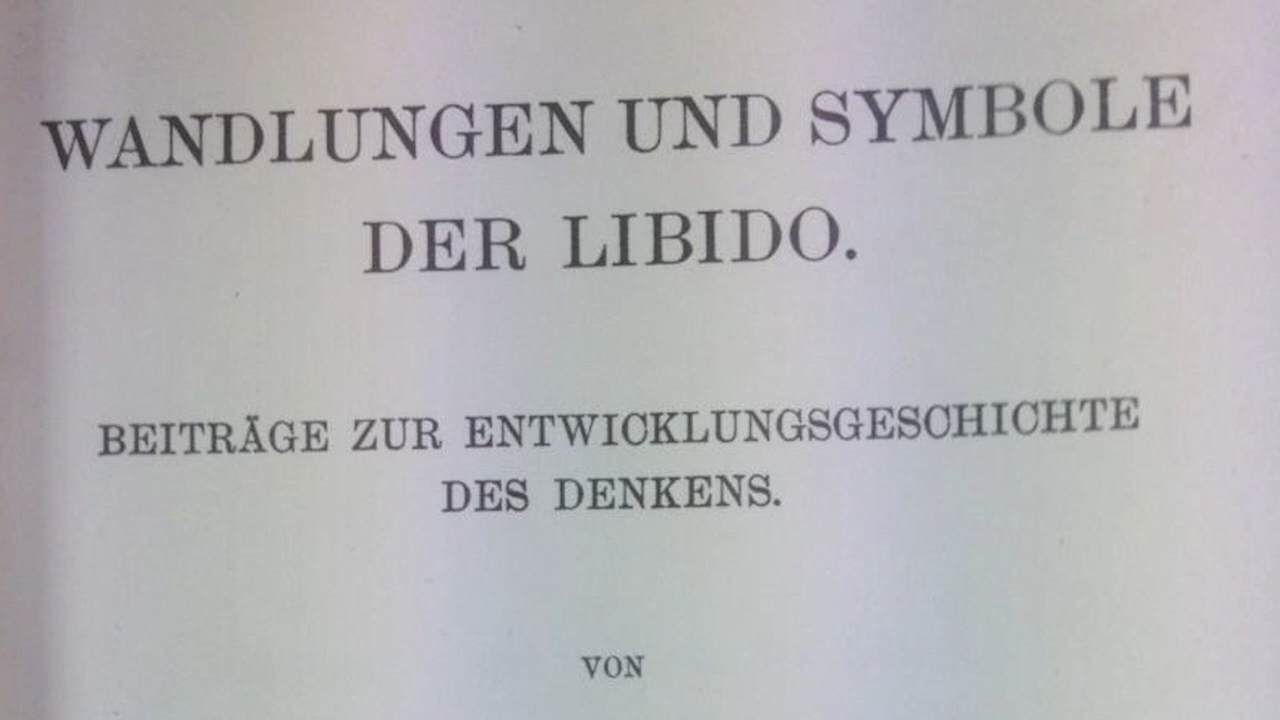 WANDLUNGEN UND SYMBOLE
DER LIBIDO.
BEITRÄGE ZUR ENTWICKLUNGSGESCHICHTE
DES DENKENS.
VON